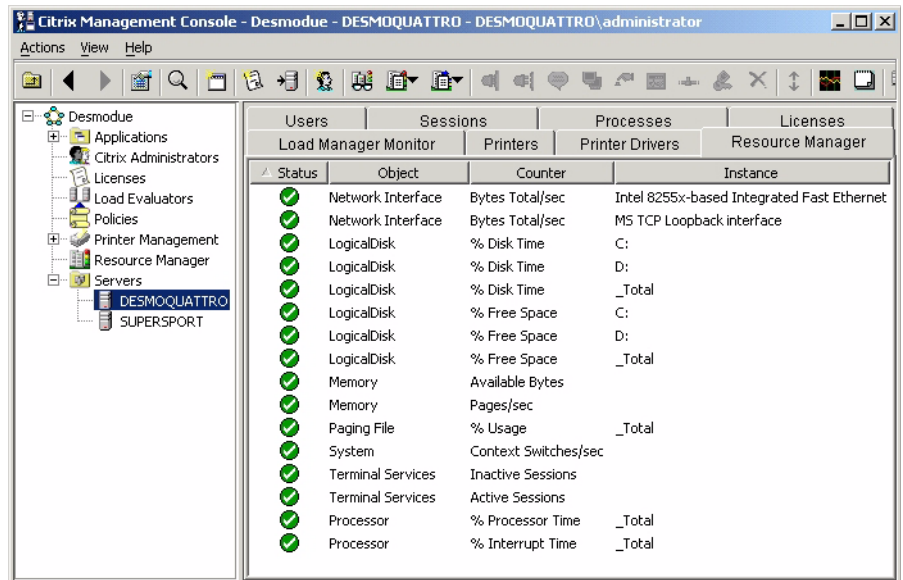 Citrix Management Console - Desmodue - DESMOQUATTRO - DESMOQUATTRO\administrator
Actions View Help
Desmodue
Applications
Citrix Administrators
Licenses
Load Evaluators
Policies
Printer Management
Resource Manager
Servers
DESMOQUATTRO
SUPERSPORT
Users Sessions Processes Licenses
Load Manager Monitor Printers Printer Drivers Resource Manager
Status Object Counter Instance
Network Interface Bytes Total/sec Intel 8255x-based Integrated Fast Ethernet
Network Interface Bytes Total/sec MS TCP Loopback interface
LogicalDisk % Disk Time C:
LogicalDisk % Disk Time D:
LogicalDisk % Disk Time _Total
LogicalDisk % Free Space C:
LogicalDisk % Free Space D:
LogicalDisk % Free Space _Total
Memory Available Bytes
Memory Pages/sec
Paging File % Usage _Total
System Context Switches/sec
Terminal Services Inactive Sessions
Terminal Services Active Sessions
Processor % Processor Time _Total
Processor % Interrupt Time _Total